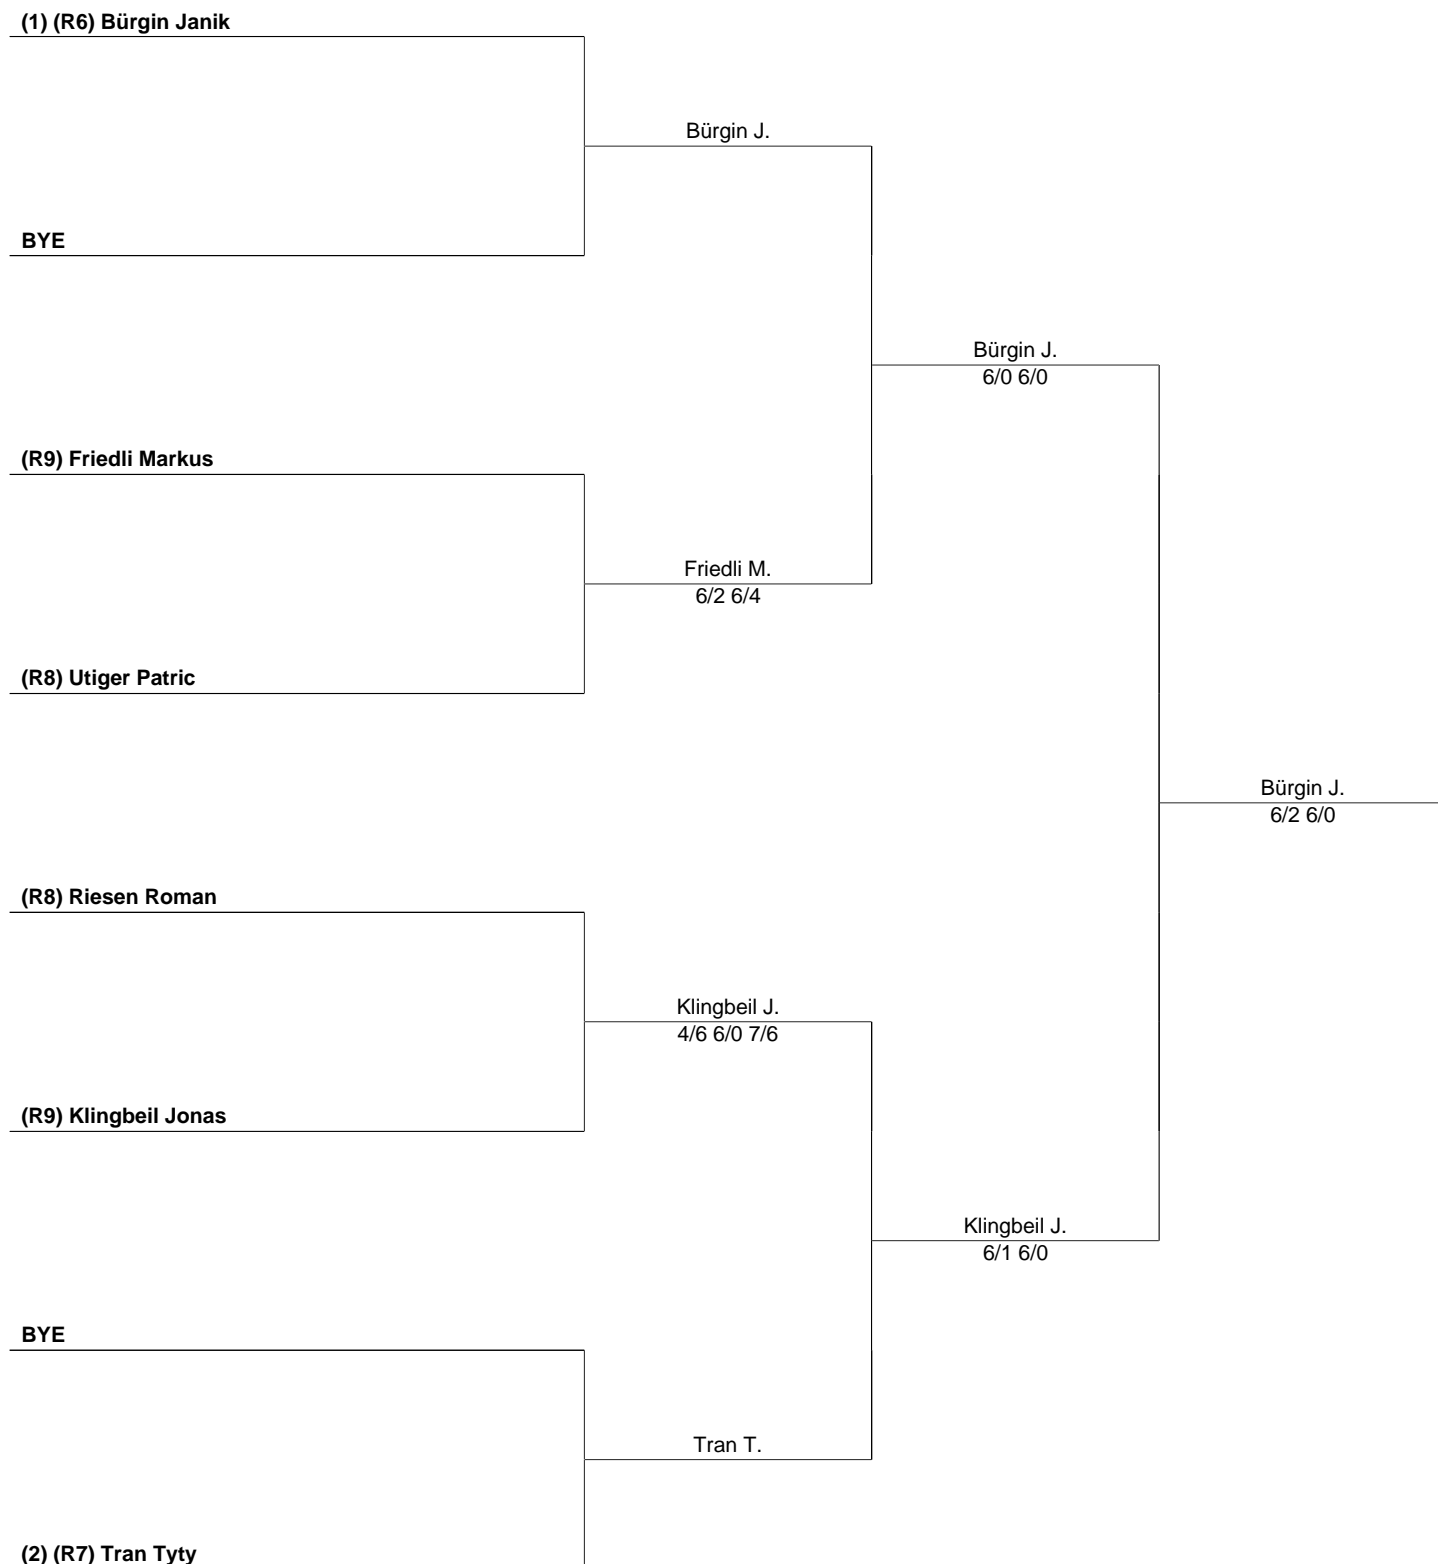 (1) (R6) Bürgin Janik
Bürgin J.
BYE
Bürgin J.
6/0 6/0
(R9) Friedli Markus
Friedli M.
6/2 6/4
(R8) Utiger Patric
Bürgin J.
6/2 6/0
(R8) Riesen Roman
Klingbeil J.
4/6 6/0 7/6
(R9) Klingbeil Jonas
Klingbeil J.
6/1 6/0
BYE
Tran T.
(2) (R7) Tran Tyty